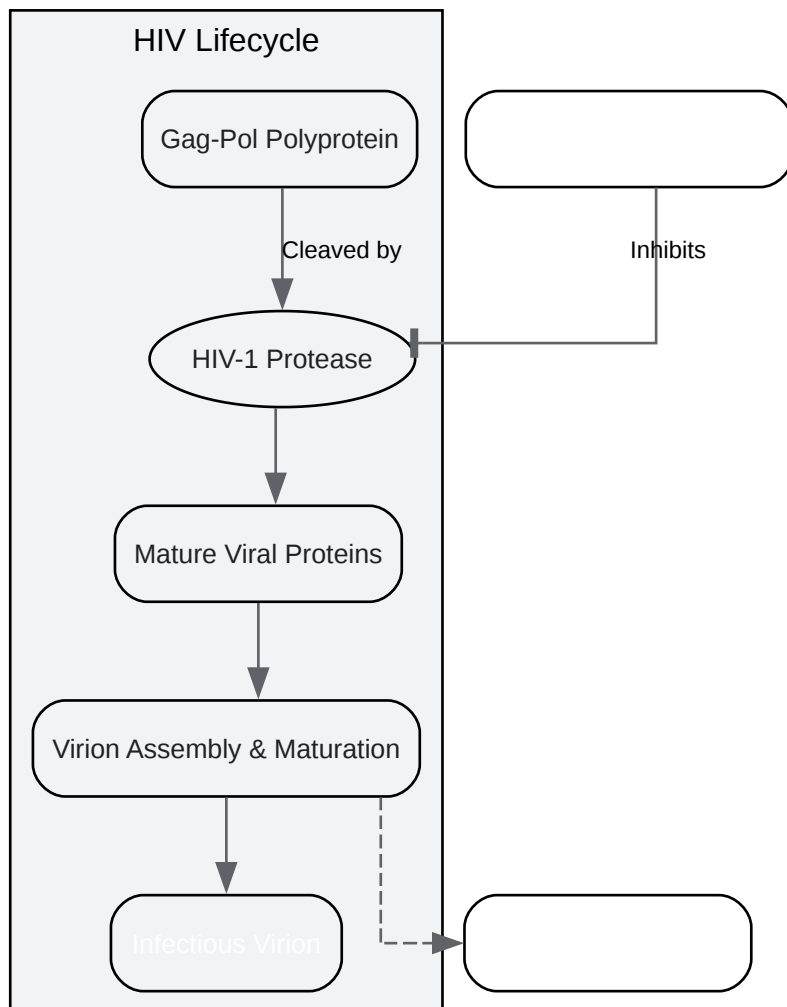 HIV Lifecycle
Gag-Pol Polyprotein
Cleaved by
Inhibits
HIV-1 Protease
Mature Viral Proteins
Virion Assembly & Maturation
Infectious Virion